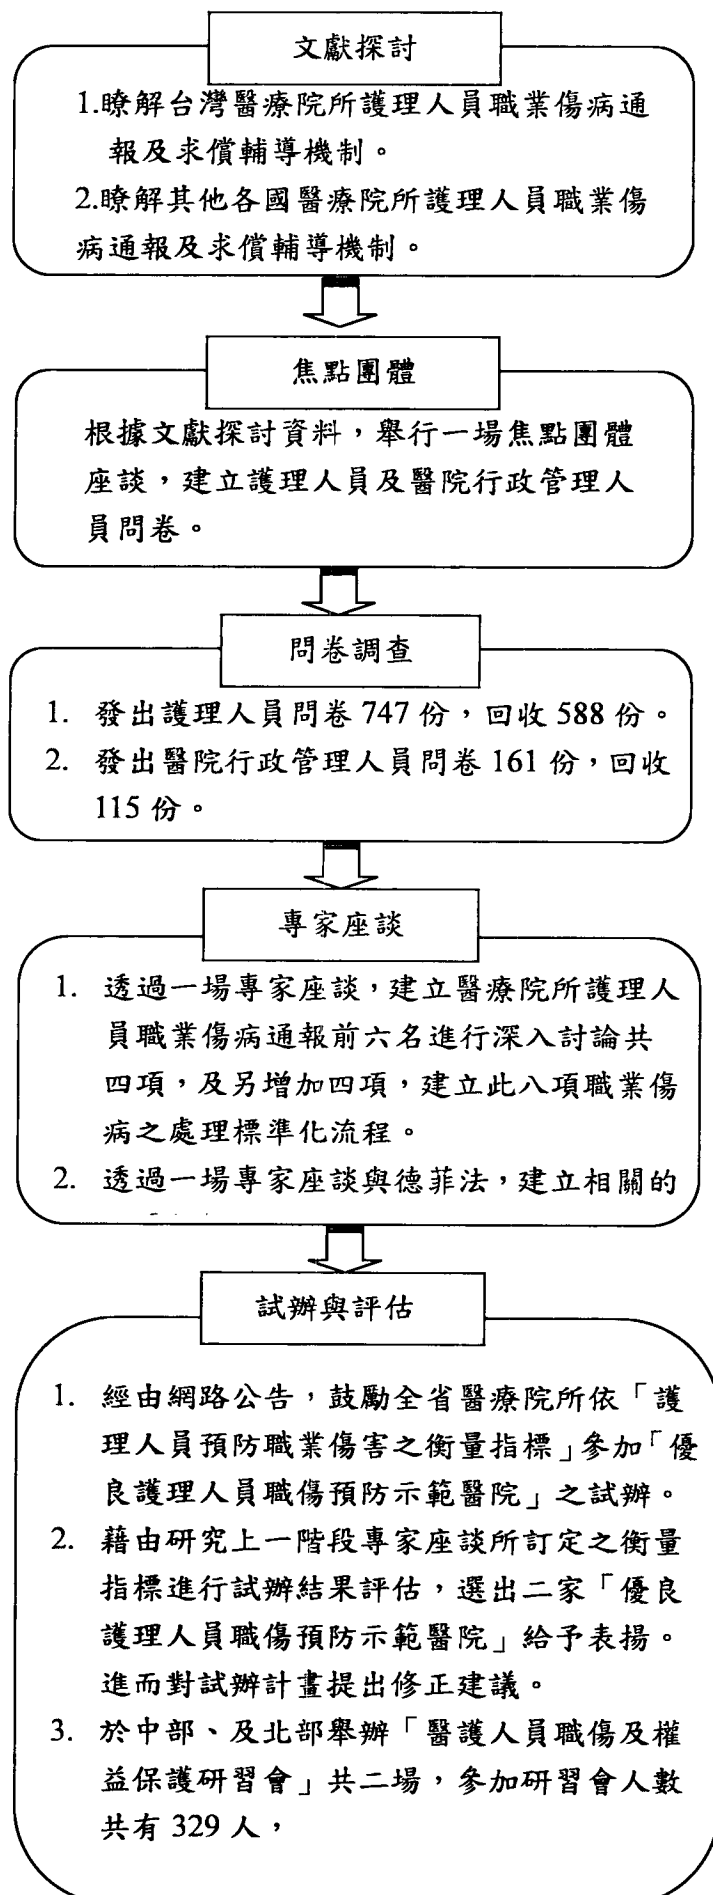 文獻探討
1.瞭解台灣醫療院所護理人員職業傷病通
報及求償輔導機制。
2.瞭解其他各國醫療院所護理人員職業傷
病通報及求償輔導機制。
焦點團體
根據文獻探討資料，舉行一場焦點團體
座談，建立護理人員及醫院行政管理人
員問卷。
問卷調查
1. 發出護理人員問卷 747 份，回收 588 份。
2. 發出醫院行政管理人員問卷 161 份，回收
115 份。
專家座談
1. 透過一場專家座談，建立醫療院所護理人
員職業傷病通報前六名進行深入討論共
四項，及另增加四項，建立此八項職業傷
病之處理標準化流程。
2. 透過一場專家座談與德菲法，建立相關的
試辦與評估
1. 經由網路公告，鼓勵全省醫療院所依「護
理人員預防職業傷害之衡量指標」參加「優
良護理人員職傷預防示範醫院」之試辦。
2. 藉由研究上一階段專家座談所訂定之衡量
指標進行試辦結果評估，選出二家「優良
護理人員職傷預防示範醫院」給予表揚。
進而對試辦計畫提出修正建議。
3. 於中部、及北部舉辦「醫護人員職傷及權
益保護研習會」共二場，參加研習會人數
共有 329 人，